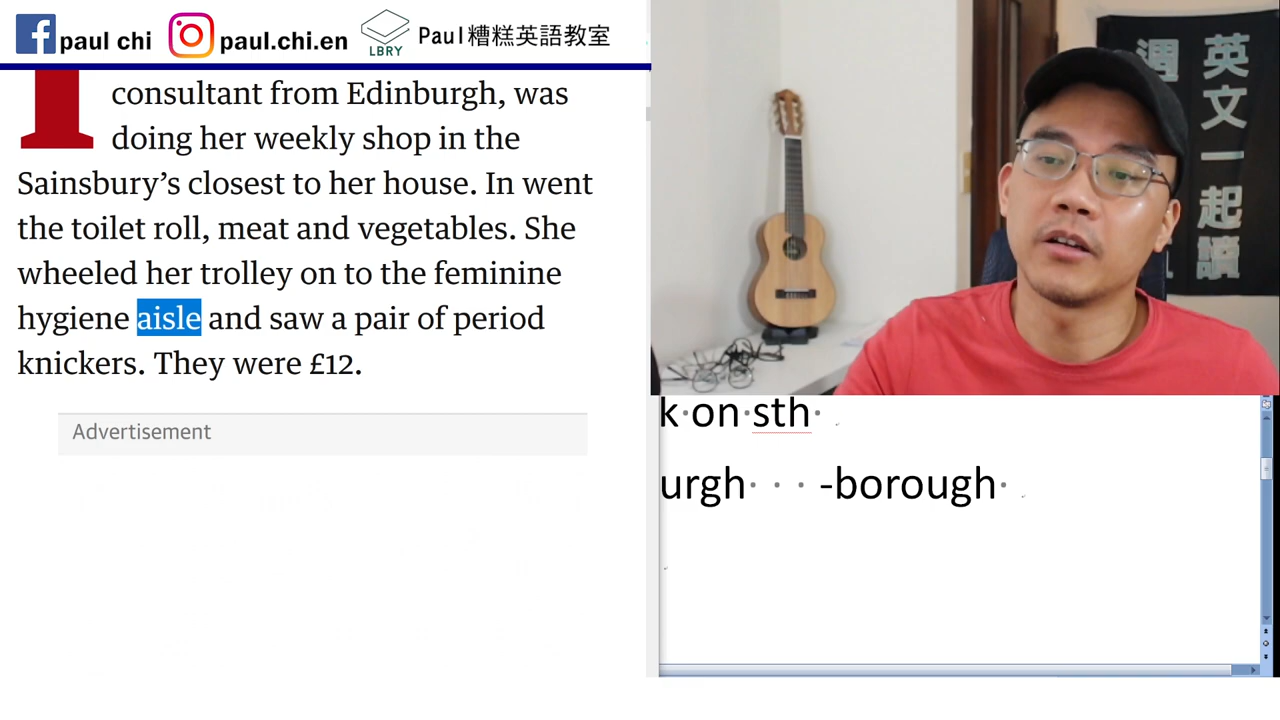 paul chi
paul.chi.en
LBRY
Paul糟糕英語教室
consultant from Edinburgh, was
doing her weekly shop in the
Sainsbury’s closest to her house. In went
the toilet roll, meat and vegetables. She
wheeled her trolley on to the feminine
hygiene aisle and saw a pair of period
knickers. They were £12.
Advertisement
英文一起讀
週
k on sth
urgh -borough